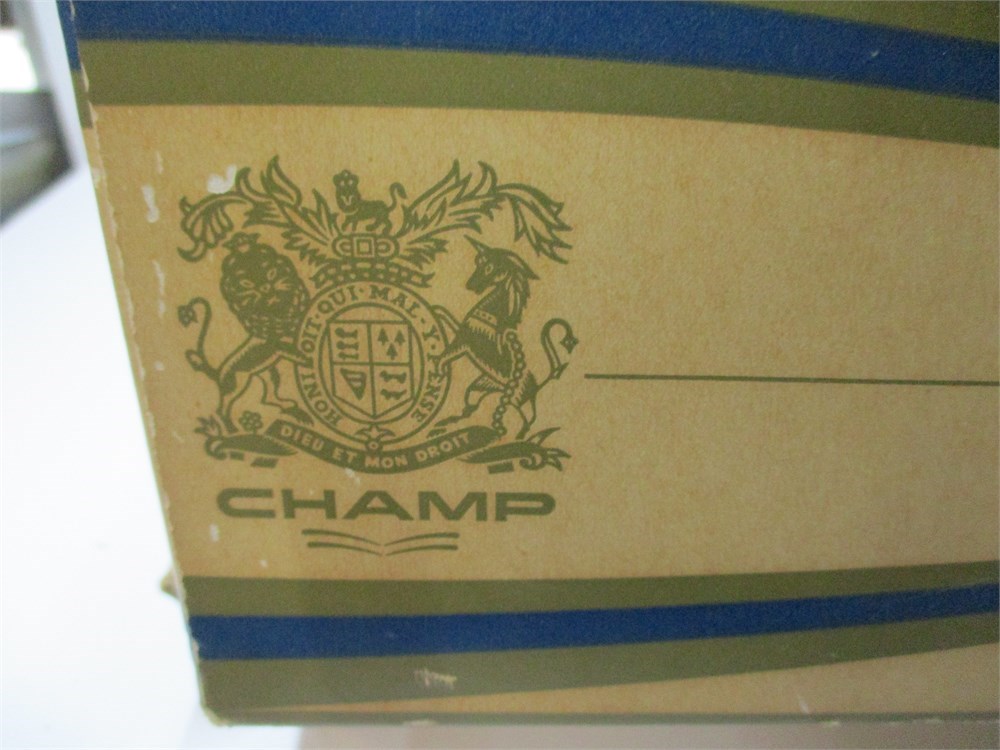 HONI SOIT·QUI·MAL·Y·PENSE
DIEU ET MON DROIT
CHAMP